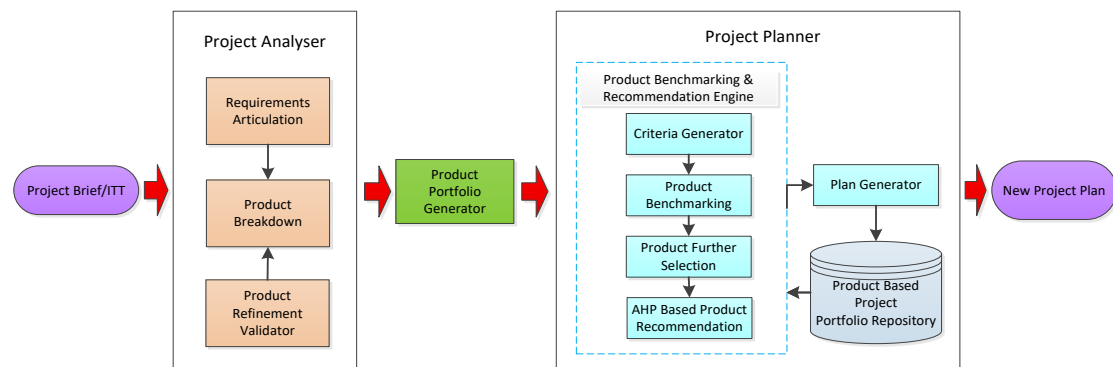 Project Brief/ITT
Project Analyser
Requirements
Articulation
Product
Breakdown
Product
Refinement
Validator
Product
Portfolio
Generator
Project Planner
Product Benchmarking &
Recommendation Engine
Criteria Generator
Product
Benchmarking
Product Further
Selection
AHP Based Product
Recommendation
Plan Generator
Product Based
Project
Portfolio Repository
New Project Plan